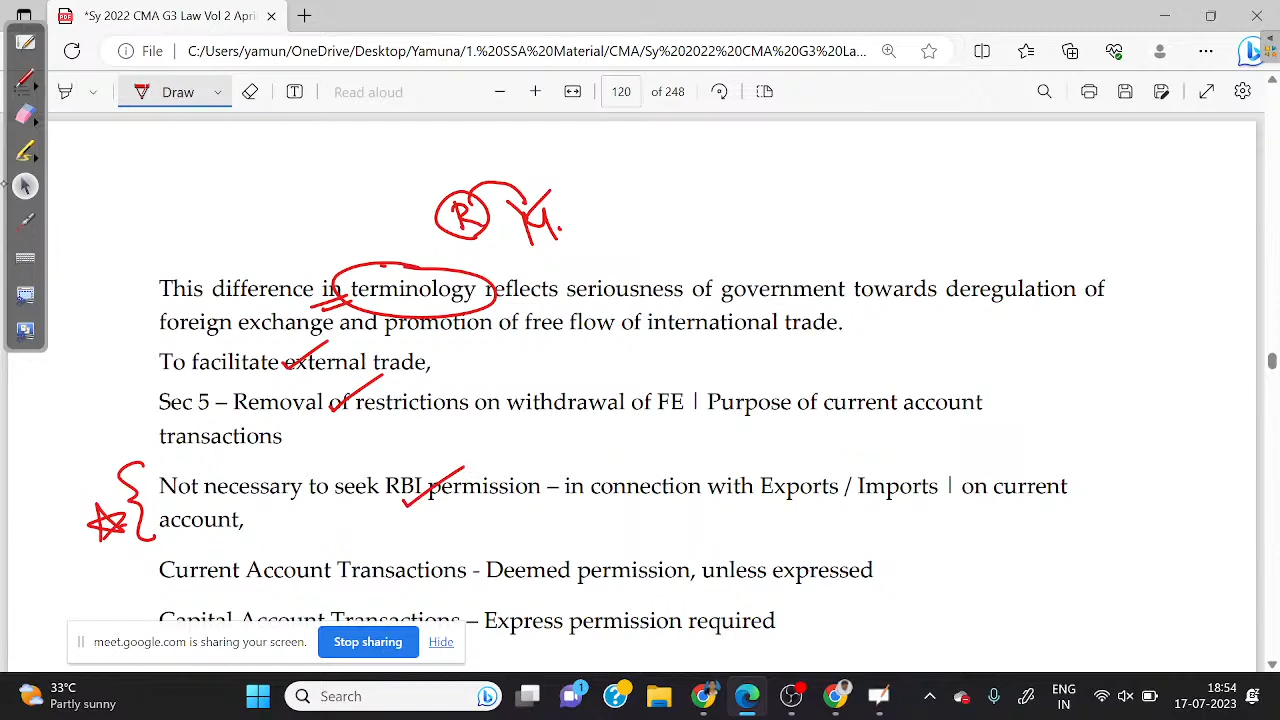 *Sy 2022 CMA G3 Law Vol 2 Apri
File
C:/Users/yamun/OneDrive/Desktop/Yamuna/1.%20SSA%20Material/CMA/Sy%202022%20CMA%20G3%20La...
Draw
Read aloud
120 of 248
R M.
This difference in terminology reflects seriousness of government towards deregulation of
foreign exchange and promotion of free flow of international trade.
To facilitate external trade,
Sec 5 – Removal of restrictions on withdrawal of FE | Purpose of current account
transactions
Not necessary to seek RBI permission – in connection with Exports / Imports | on current
account,
Current Account Transactions - Deemed permission, unless expressed
Capital Account Transactions – Express permission required
meet.google.com is sharing your screen. Stop sharing Hide
33°C
Partly sunny
Search
1
ENG
IN
18:54
17-07-2023